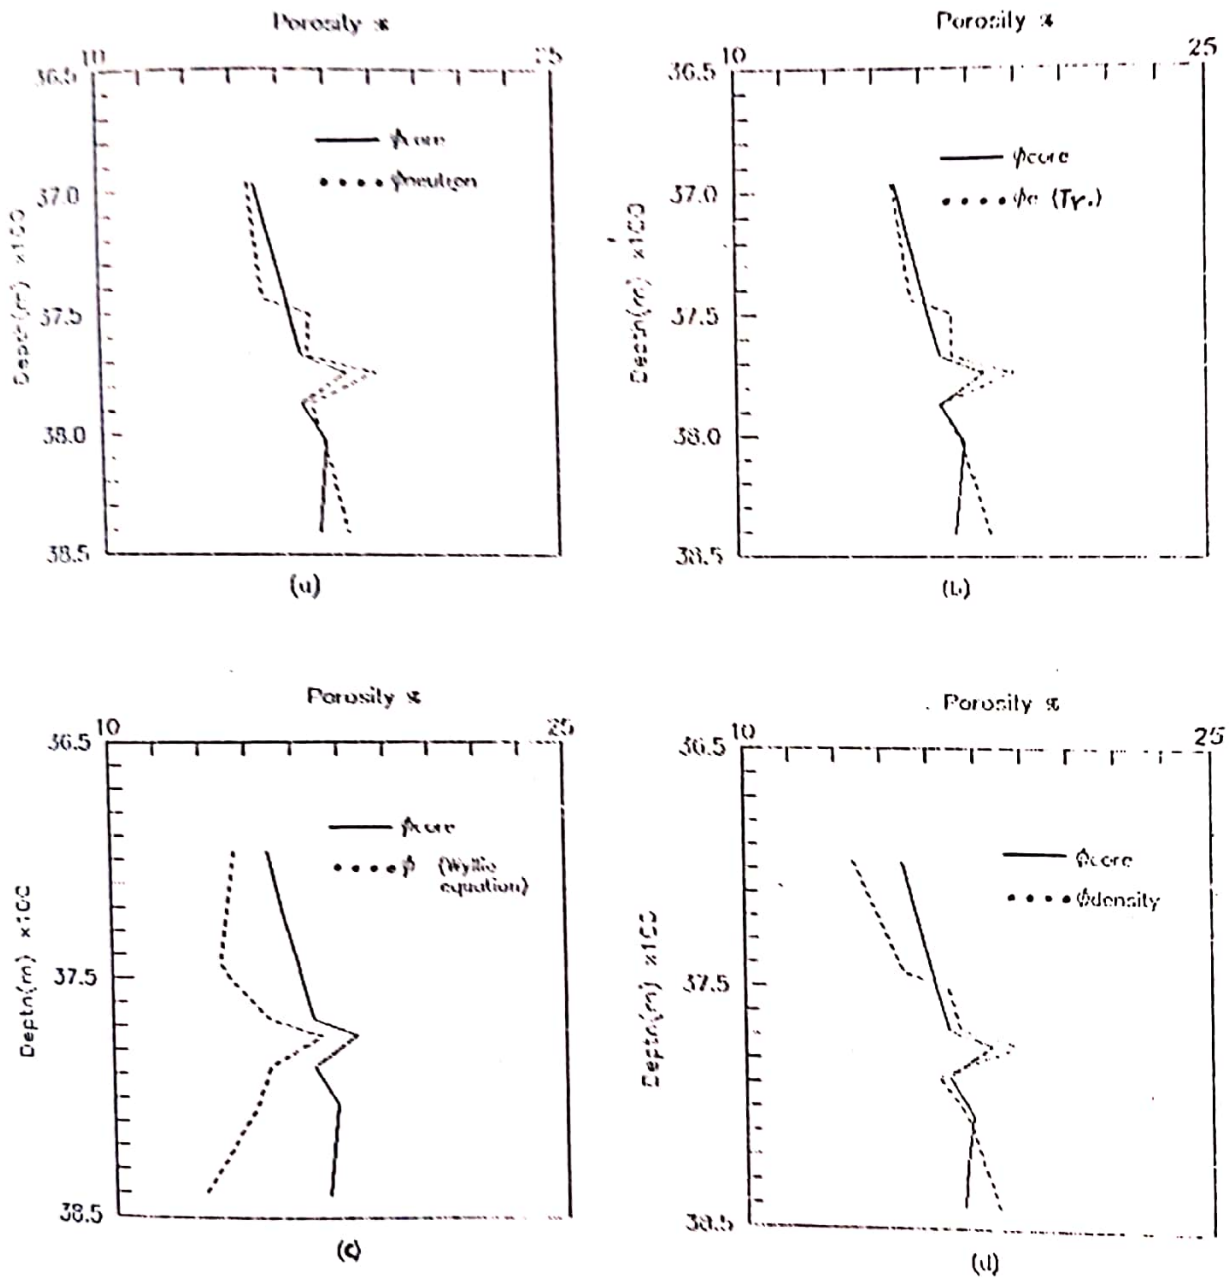 Porosity %
10 25
36.5
φcore
φneutron
37.0
37.5
38.0
38.5
Depth(m) x100
(a)
Porosity %
10 25
36.5
φcore
φe (Tr.)
37.0
37.5
38.0
38.5
Depth(m) x100
(b)
Porosity %
10 25
36.5
φcore
φ (Wyllie
equation)
37.5
38.5
Depth(m) x100
(c)
Porosity %
10 25
36.5
φcore
φdensity
37.5
38.5
Depth(m) x100
(d)